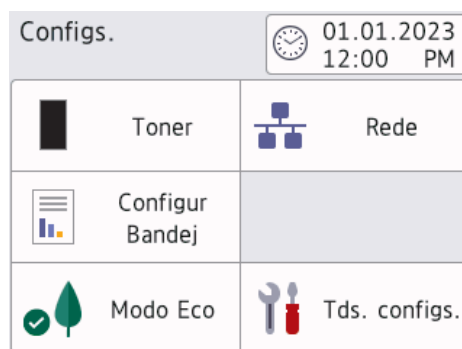 Configs.
01.01.2023
12:00 PM
Toner
Rede
Configur
Bandej
Modo Eco
Tds. configs.